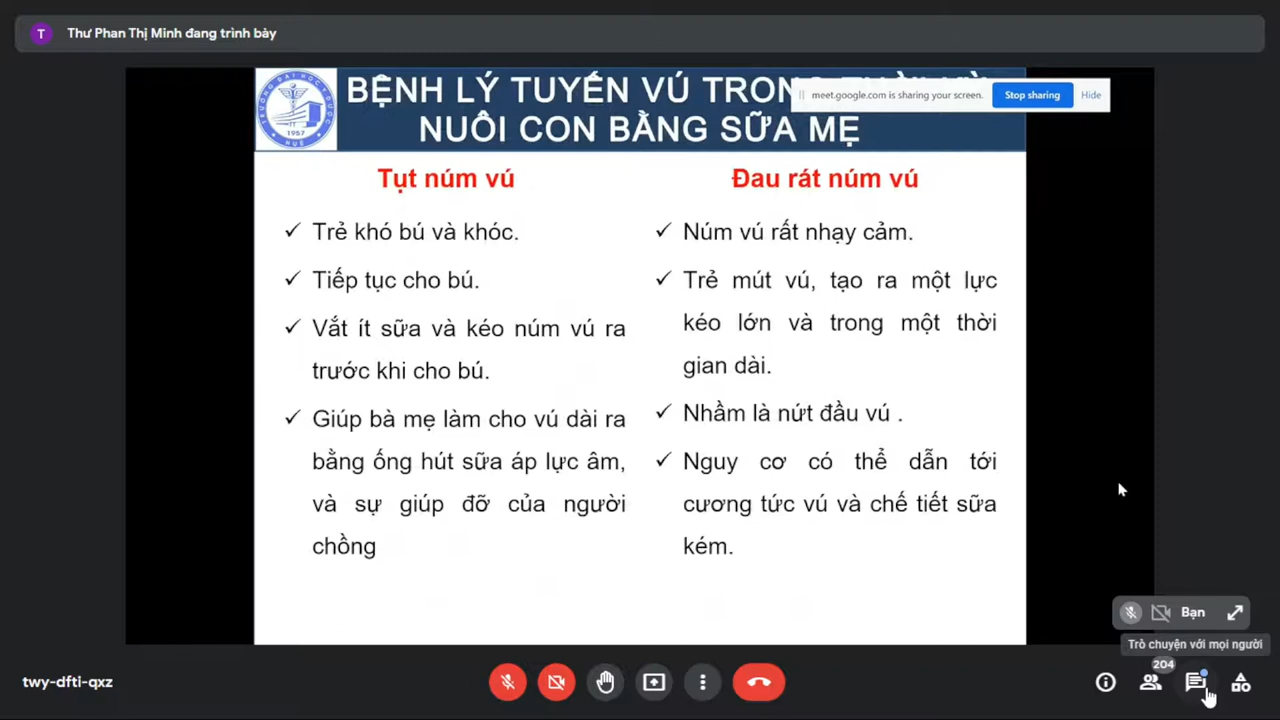 T
Thư Phan Thị Minh đang trình bày
BỆNH LÝ TUYẾN VÚ TRONG
NUÔI CON BẰNG SỮA MẸ
meet.google.com is sharing your screen.
Stop sharing
Hide
TRƯỜNG ĐẠI HỌC Y DƯỢC
1957
HUẾ
Tụt núm vú
Trẻ khó bú và khóc.
Tiếp tục cho bú.
Vắt ít sữa và kéo núm vú ra
trước khi cho bú.
Giúp bà mẹ làm cho vú dài ra
bằng ống hút sữa áp lực âm,
và sự giúp đỡ của người
chồng
Đau rát núm vú
Núm vú rất nhạy cảm.
Trẻ mút vú, tạo ra một lực
kéo lớn và trong một thời
gian dài.
Nhầm là nứt đầu vú .
Nguy cơ có thể dẫn tới
cương tức vú và chế tiết sữa
kém.
Bạn
Trò chuyện với mọi người
204
twy-dfti-qxz